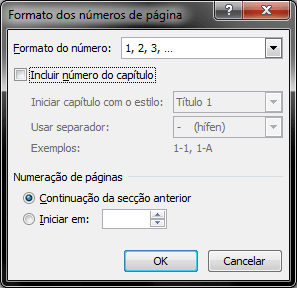 Formato dos números de página
Formato do número: 1, 2, 3, ...
Incluir número do capítulo
Iniciar capítulo com o estilo: Título 1
Usar separador: - (hífen)
Exemplos: 1-1, 1-A
Numeração de páginas
Continuação da secção anterior
Iniciar em:
OK Cancelar